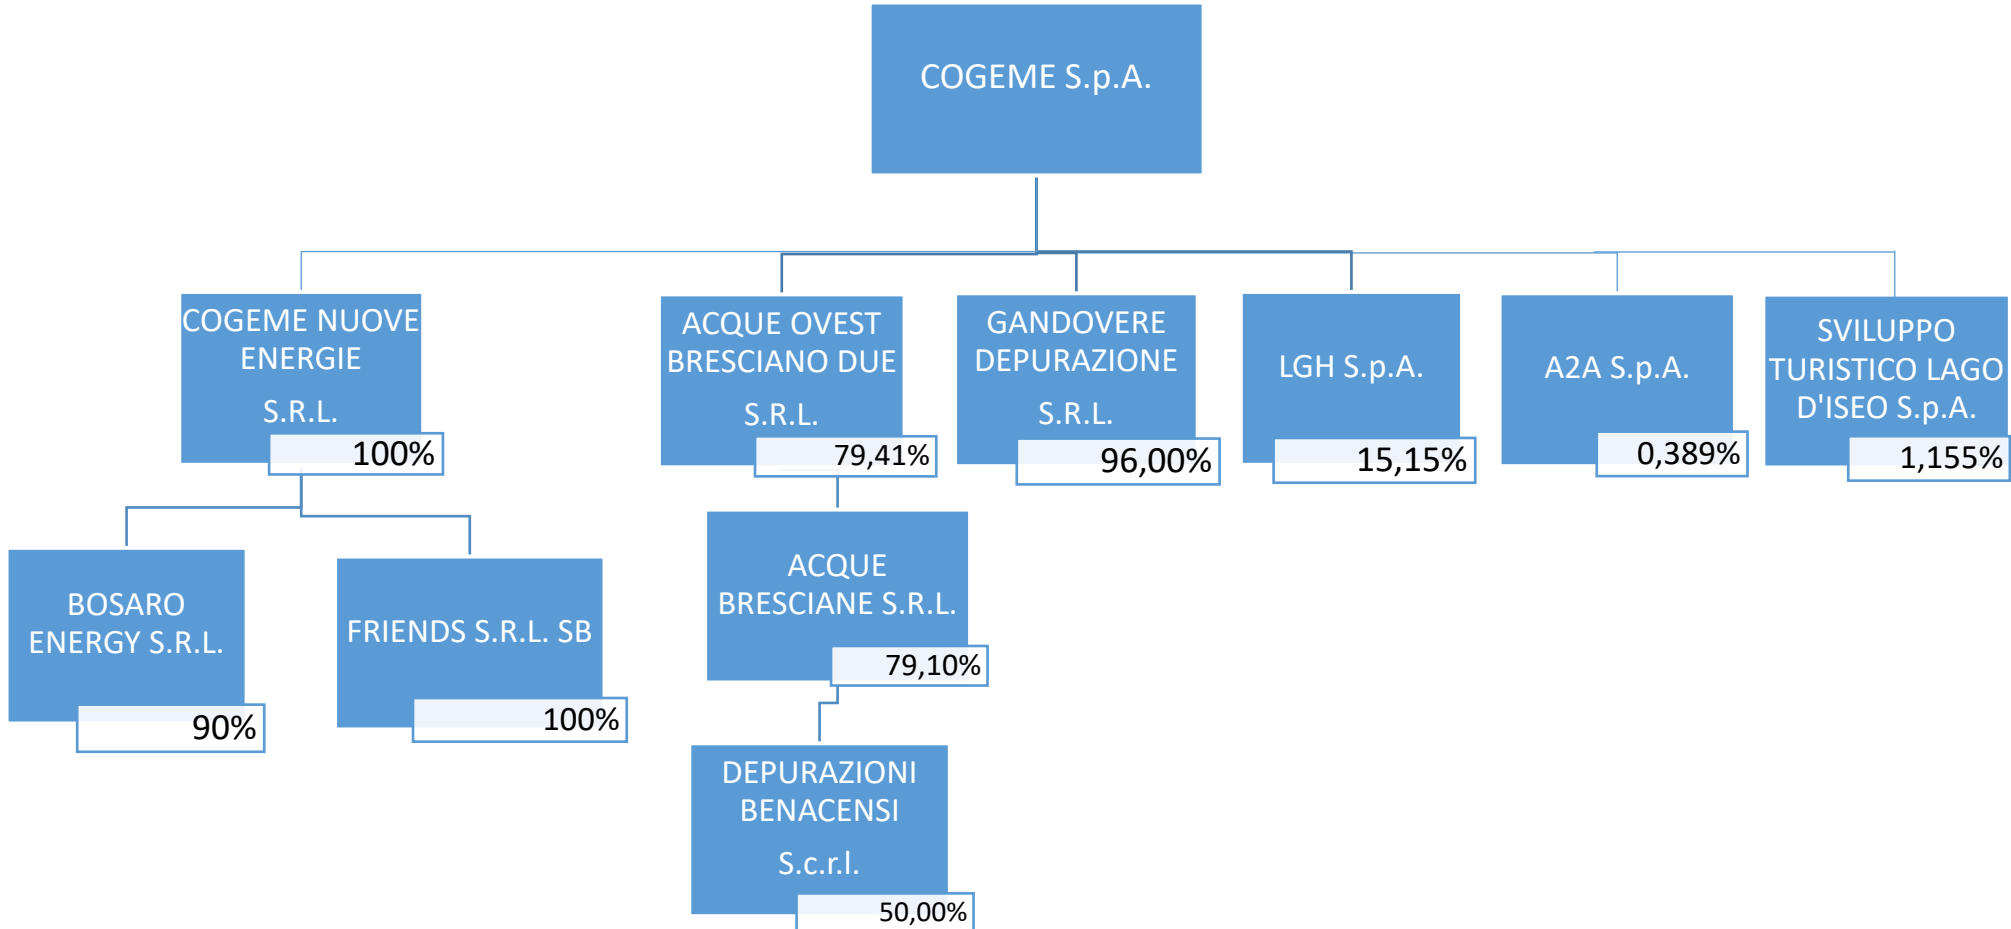 COGEME S.p.A.
COGEME NUOVE
ENERGIE
S.R.L.
100%
ACQUE OVEST
BRESCIANO DUE
S.R.L.
79,41%
GANDOVERE
DEPURAZIONE
S.R.L.
96,00%
LGH S.p.A.
15,15%
A2A S.p.A.
0,389%
SVILUPPO
TURISTICO LAGO
D'ISEO S.p.A.
1,155%
BOSARO
ENERGY S.R.L.
90%
FRIENDS S.R.L. SB
100%
ACQUE
BRESCIANE S.R.L.
79,10%
DEPURAZIONI
BENACENSI
S.c.r.l.
50,00%